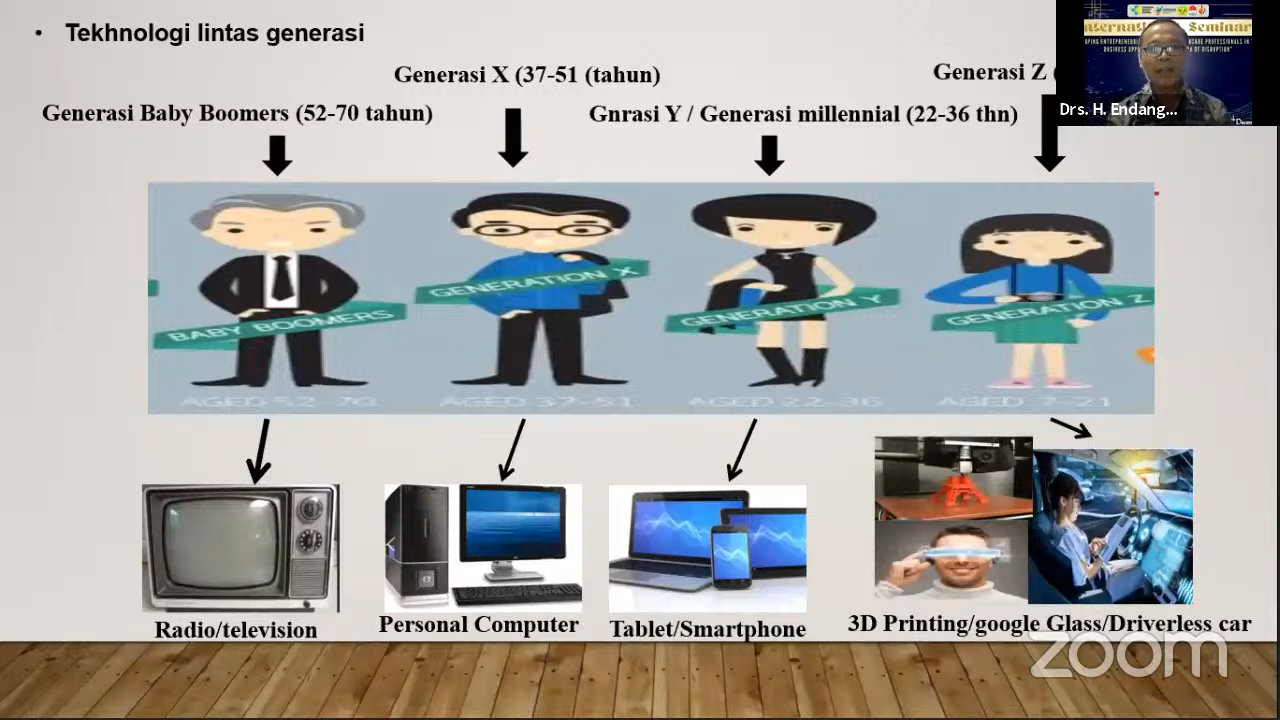 • Tekhnologi lintas generasi
Generasi X (37-51 (tahun)
Generasi Z (
Generasi Baby Boomers (52-70 tahun)
Gnrasi Y / Generasi millennial (22-36 thn)
International Seminar
Drs. H. Endang...
BABY BOOMERS
GENERATION X
GENERATION Y
GENERATION Z
AGED 52-70
AGED 37-51
AGED 22-36
AGED 7-21
Radio/television
Personal Computer
Tablet/Smartphone
3D Printing/google Glass/Driverless car
zoom